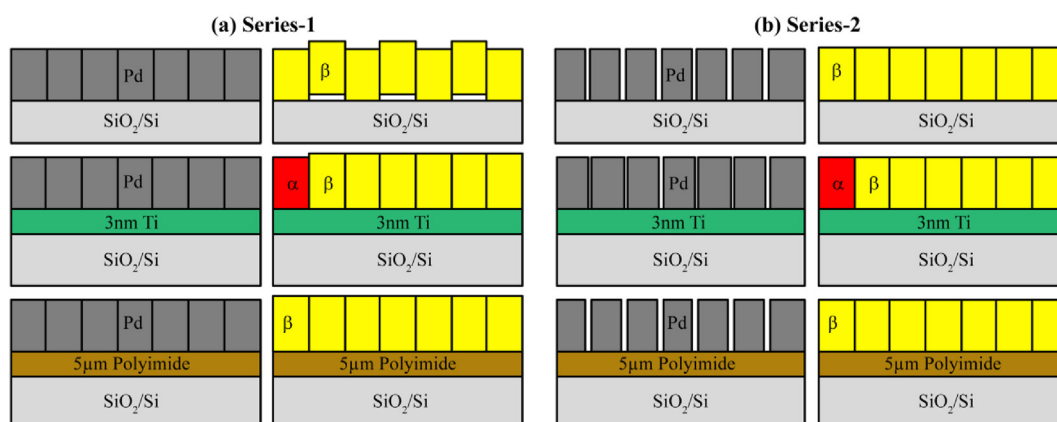 (a) Series-1
(b) Series-2
Pd
β
Pd
β
SiO₂/Si
SiO₂/Si
SiO₂/Si
SiO₂/Si
Pd
α
β
Pd
α
β
3nm Ti
3nm Ti
3nm Ti
3nm Ti
SiO₂/Si
SiO₂/Si
SiO₂/Si
SiO₂/Si
Pd
β
Pd
β
5μm Polyimide
5μm Polyimide
5μm Polyimide
5μm Polyimide
SiO₂/Si
SiO₂/Si
SiO₂/Si
SiO₂/Si